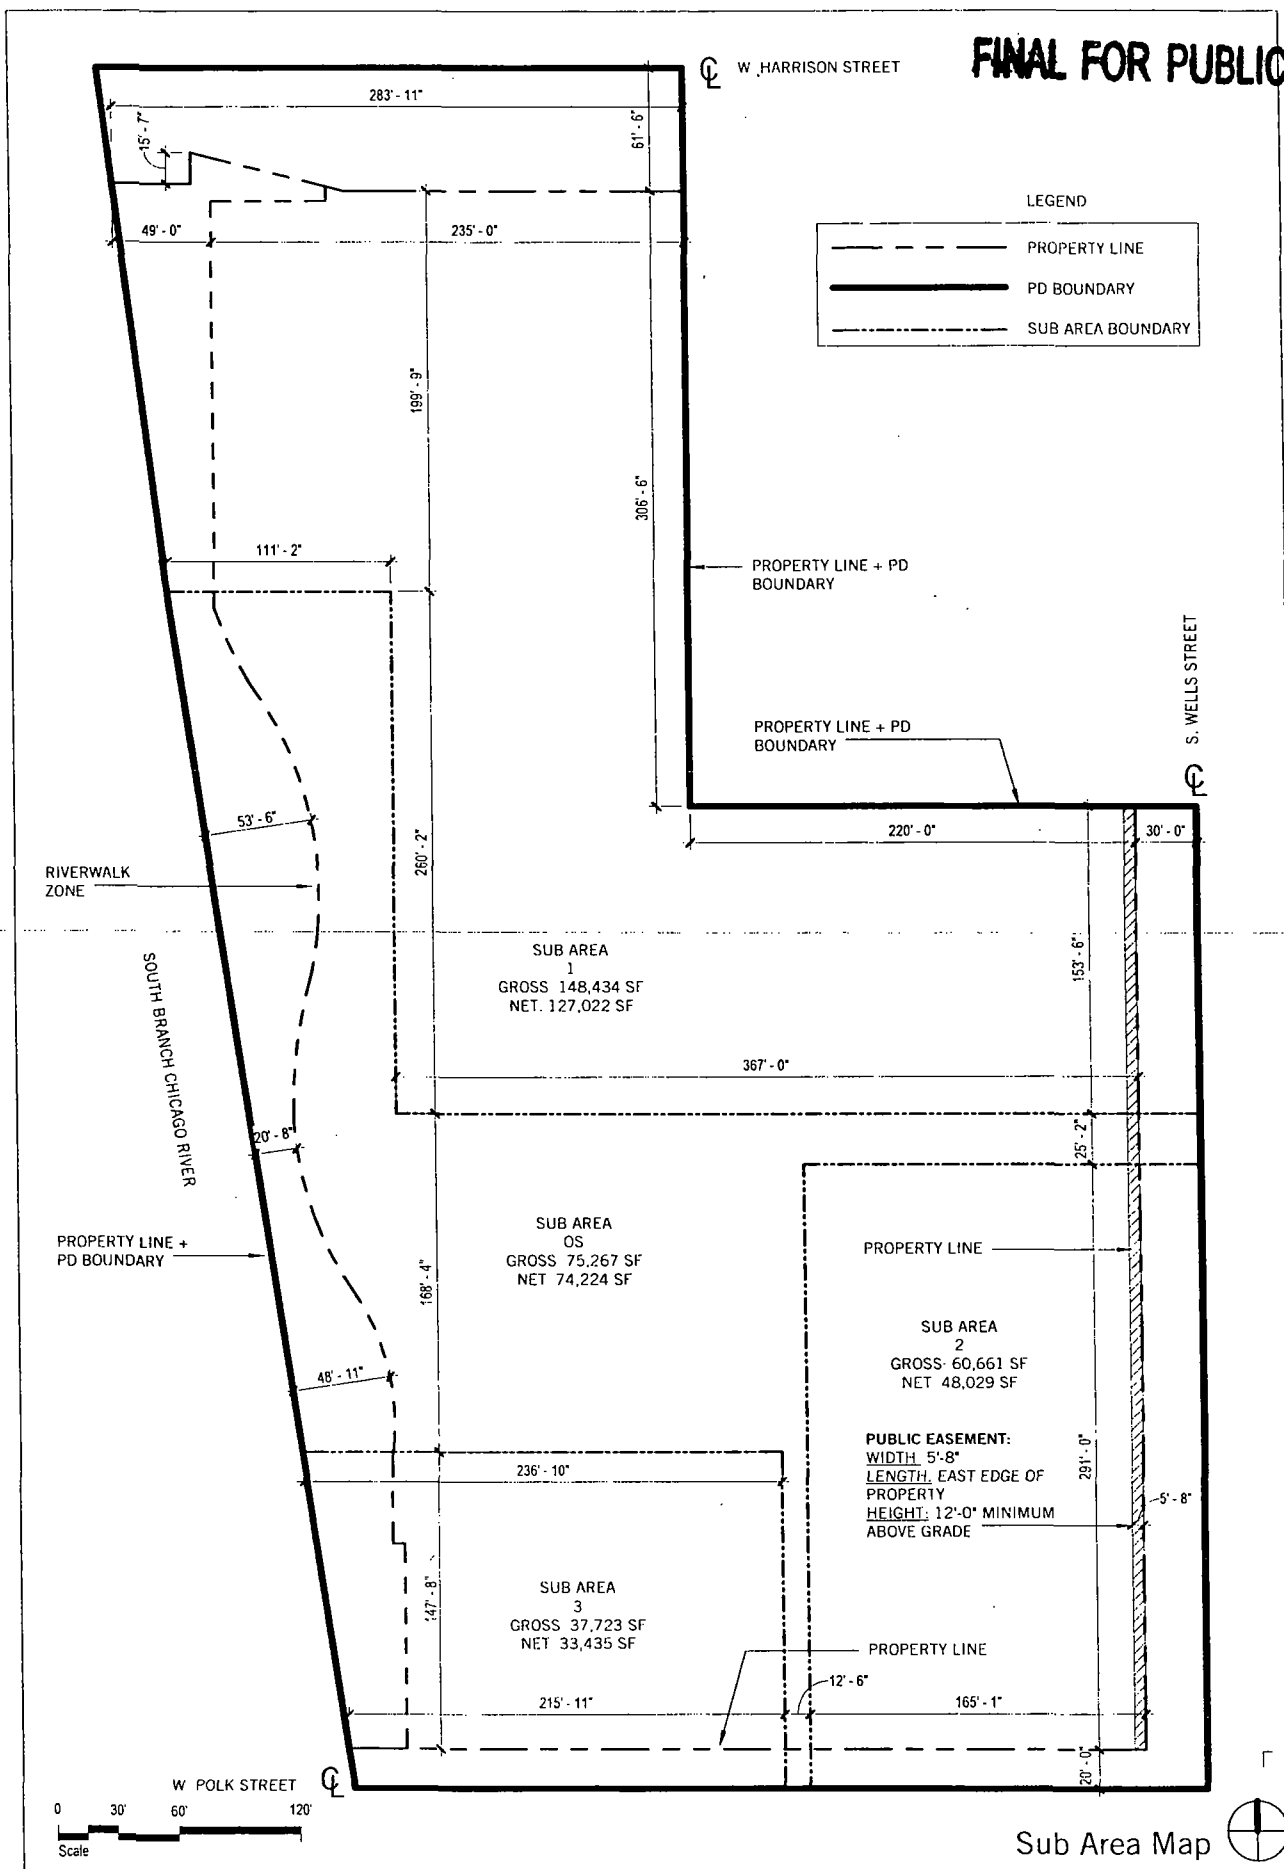 FINAL FOR PUBLIC
W HARRISON STREET
283' - 11"
61' - 6"
15' - 7"
LEGEND
49' - 0"
235' - 0"
PROPERTY LINE
PD BOUNDARY
SUB AREA BOUNDARY
199' - 9"
306' - 6"
111' - 2"
PROPERTY LINE + PD
BOUNDARY
S. WELLS STREET
PROPERTY LINE + PD
BOUNDARY
53' - 6"
260' - 2"
220' - 0"
30' - 0"
RIVERWALK
ZONE
SUB AREA
1
GROSS 148,434 SF
NET. 127,022 SF
153' - 6"
SOUTH BRANCH CHICAGO RIVER
367' - 0"
20' - 8"
25' - 2"
SUB AREA
OS
GROSS 75,267 SF
NET 74,224 SF
PROPERTY LINE +
PD BOUNDARY
PROPERTY LINE
168' - 4"
SUB AREA
2
GROSS· 60,661 SF
NET 48,029 SF
48' - 11"
PUBLIC EASEMENT:
WIDTH 5'-8"
LENGTH. EAST EDGE OF
PROPERTY
HEIGHT: 12'-0" MINIMUM
ABOVE GRADE
291' - 0"
5' - 8"
236' - 10"
SUB AREA
3
GROSS 37,723 SF
NET 33,435 SF
147' - 8"
PROPERTY LINE
12' - 6"
215' - 11"
165' - 1"
20' - 0"
W POLK STREET
0 30' 60' 120'
Scale
Sub Area Map